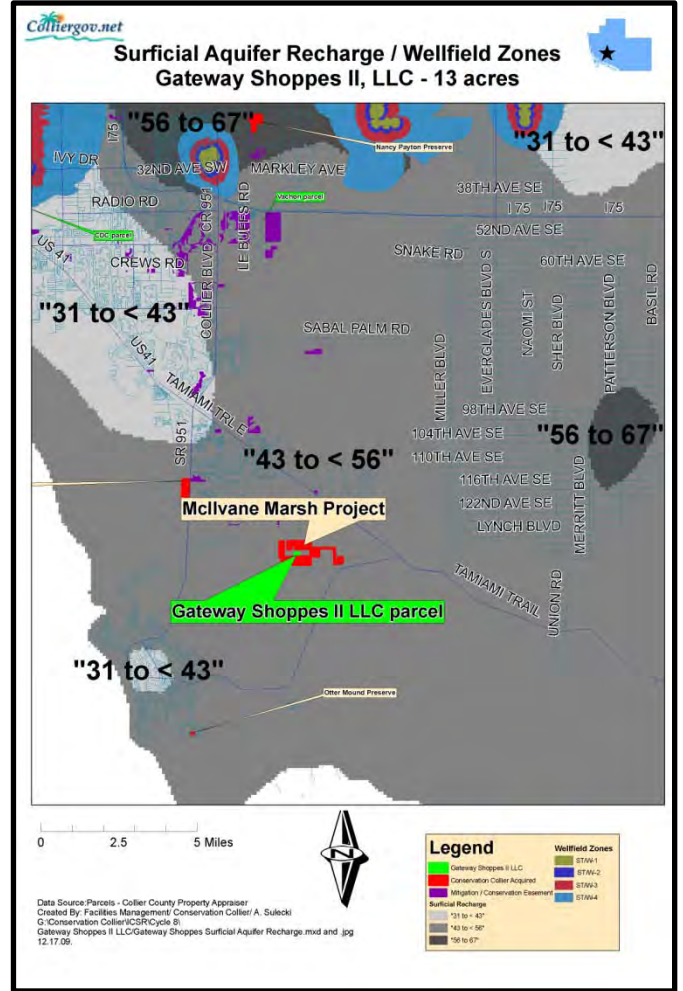 Colliergov.net
Surficial Aquifer Recharge / Wellfield Zones
Gateway Shoppes II, LLC - 13 acres
I75
"56 to 67"
Nancy Payton Preserve
"31 to < 43"
IVY DR
32ND AVE SW
MARKLEY AVE
38TH AVE SE
RADIO RD
COLLIER BLVD
CR 951
LE BUFFS RD
Vachon parcel
I 75
I75
I75
52ND AVE SE
CDC parcel
US 41
CREWS RD
SNAKE RD
60TH AVE SE
"31 to < 43"
US41
SABAL PALM RD
MILLER BLVD
EVERGLADES BLVD S
NAOMI ST
SHER BLVD
PATTERSON BLVD
BASIL RD
TAMIAMI TRL E
98TH AVE SE
SR 951
104TH AVE SE
"56 to 67"
"43 to < 56"
110TH AVE SE
116TH AVE SE
MERRITT BLVD
McIlvane Marsh Project
122ND AVE SE
LYNCH BLVD
TAMIAMI TRAIL
UNION RD
Gateway Shoppes II LLC parcel
"31 to < 43"
Otter Mound Preserve
0 2.5 5 Miles
N
Legend
Gateway Shoppes II LLC
Conservation Collier Acquired
Mitigation / Conservation Easement
Surficial Recharge
"31 to < 43"
"43 to < 56"
"56 to 67"
Wellfield Zones
ST/W-1
ST/W-2
ST/W-3
ST/W-4
Data Source:Parcels - Collier County Property Appraiser
Created By: Facilities Management/ Conservation Collier/ A. Sulecki
G:\Conservation Collier\ICSR\Cycle 8\
Gateway Shoppes II LLC/Gateway Shoppes Surficial Aquifer Recharge.mxd and .jpg
12.17.09.